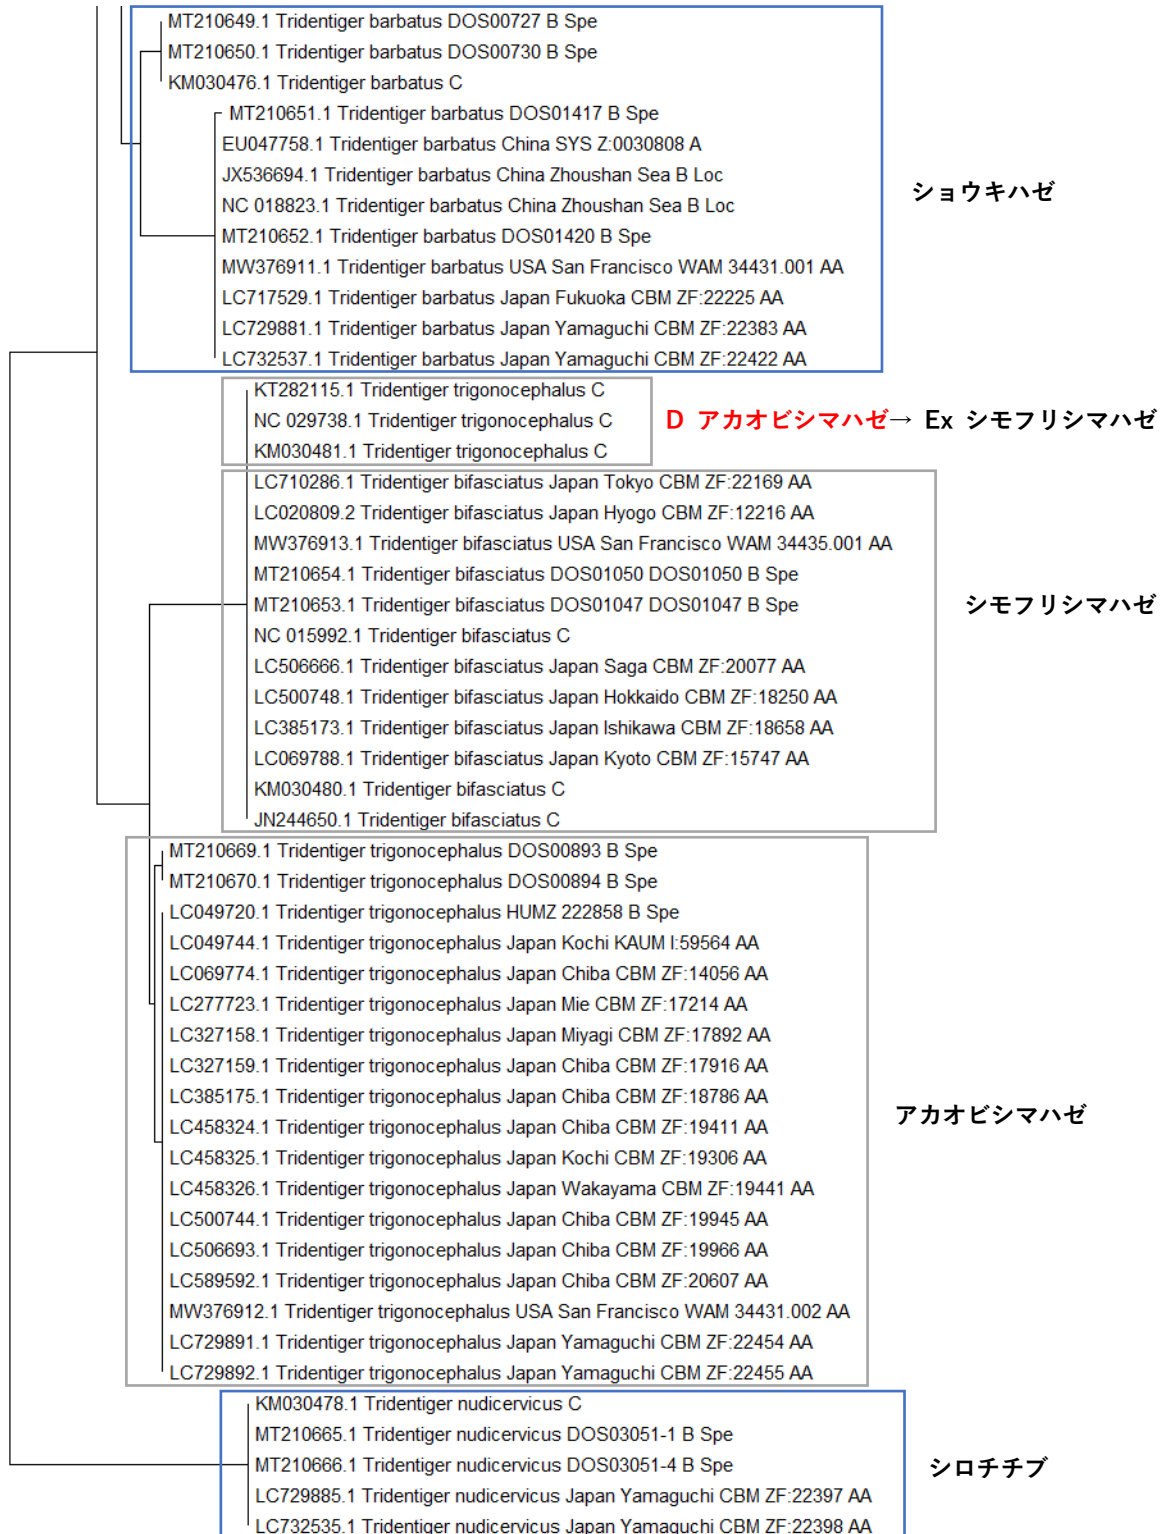 MT210649.1 Tridentiger barbatus DOS00727 B Spe
MT210650.1 Tridentiger barbatus DOS00730 B Spe
KM030476.1 Tridentiger barbatus C
MT210651.1 Tridentiger barbatus DOS01417 B Spe
EU047758.1 Tridentiger barbatus China SYS Z:0030808 A
JX536694.1 Tridentiger barbatus China Zhoushan Sea B Loc
ショウキハゼ
NC 018823.1 Tridentiger barbatus China Zhoushan Sea B Loc
MT210652.1 Tridentiger barbatus DOS01420 B Spe
MW376911.1 Tridentiger barbatus USA San Francisco WAM 34431.001 AA
LC717529.1 Tridentiger barbatus Japan Fukuoka CBM ZF:22225 AA
LC729881.1 Tridentiger barbatus Japan Yamaguchi CBM ZF:22383 AA
LC732537.1 Tridentiger barbatus Japan Yamaguchi CBM ZF:22422 AA
KT282115.1 Tridentiger trigonocephalus C
NC 029738.1 Tridentiger trigonocephalus C
D アカオビシマハゼ→ Ex シモフリシマハゼ
KM030481.1 Tridentiger trigonocephalus C
LC710286.1 Tridentiger bifasciatus Japan Tokyo CBM ZF:22169 AA
LC020809.2 Tridentiger bifasciatus Japan Hyogo CBM ZF:12216 AA
MW376913.1 Tridentiger bifasciatus USA San Francisco WAM 34435.001 AA
MT210654.1 Tridentiger bifasciatus DOS01050 DOS01050 B Spe
MT210653.1 Tridentiger bifasciatus DOS01047 DOS01047 B Spe
シモフリシマハゼ
NC 015992.1 Tridentiger bifasciatus C
LC506666.1 Tridentiger bifasciatus Japan Saga CBM ZF:20077 AA
LC500748.1 Tridentiger bifasciatus Japan Hokkaido CBM ZF:18250 AA
LC385173.1 Tridentiger bifasciatus Japan Ishikawa CBM ZF:18658 AA
LC069788.1 Tridentiger bifasciatus Japan Kyoto CBM ZF:15747 AA
KM030480.1 Tridentiger bifasciatus C
JN244650.1 Tridentiger bifasciatus C
MT210669.1 Tridentiger trigonocephalus DOS00893 B Spe
MT210670.1 Tridentiger trigonocephalus DOS00894 B Spe
LC049720.1 Tridentiger trigonocephalus HUMZ 222858 B Spe
LC049744.1 Tridentiger trigonocephalus Japan Kochi KAUM I:59564 AA
LC069774.1 Tridentiger trigonocephalus Japan Chiba CBM ZF:14056 AA
LC277723.1 Tridentiger trigonocephalus Japan Mie CBM ZF:17214 AA
LC327158.1 Tridentiger trigonocephalus Japan Miyagi CBM ZF:17892 AA
LC327159.1 Tridentiger trigonocephalus Japan Chiba CBM ZF:17916 AA
LC385175.1 Tridentiger trigonocephalus Japan Chiba CBM ZF:18786 AA
アカオビシマハゼ
LC458324.1 Tridentiger trigonocephalus Japan Chiba CBM ZF:19411 AA
LC458325.1 Tridentiger trigonocephalus Japan Kochi CBM ZF:19306 AA
LC458326.1 Tridentiger trigonocephalus Japan Wakayama CBM ZF:19441 AA
LC500744.1 Tridentiger trigonocephalus Japan Chiba CBM ZF:19945 AA
LC506693.1 Tridentiger trigonocephalus Japan Chiba CBM ZF:19966 AA
LC589592.1 Tridentiger trigonocephalus Japan Chiba CBM ZF:20607 AA
MW376912.1 Tridentiger trigonocephalus USA San Francisco WAM 34431.002 AA
LC729891.1 Tridentiger trigonocephalus Japan Yamaguchi CBM ZF:22454 AA
LC729892.1 Tridentiger trigonocephalus Japan Yamaguchi CBM ZF:22455 AA
KM030478.1 Tridentiger nudicervicus C
MT210665.1 Tridentiger nudicervicus DOS03051-1 B Spe
MT210666.1 Tridentiger nudicervicus DOS03051-4 B Spe
シロチチブ
LC729885.1 Tridentiger nudicervicus Japan Yamaguchi CBM ZF:22397 AA
LC732535.1 Tridentiger nudicervicus Japan Yamaguchi CBM ZF:22398 AA